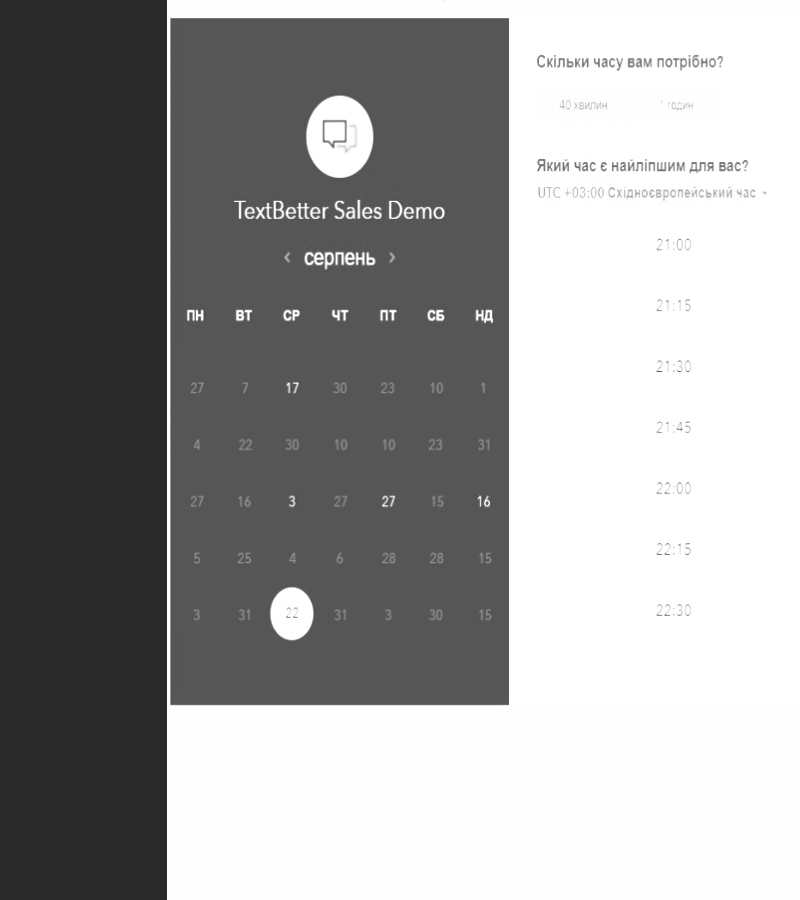 TextBetter Sales Demo
‹ серпень ›
ПН ВТ СР ЧТ ПТ СБ НД
27 7 17 30 23 10 1
4 22 30 10 10 23 31
27 16 3 27 27 15 16
5 25 4 6 28 28 15
3 31 22 31 3 30 15
Скільки часу вам потрібно?
40 хвилин 1 годин
Який час є найліпшим для вас?
UTC +03:00 Східноєвропейський час
21:00
21:15
21:30
21:45
22:00
22:15
22:30